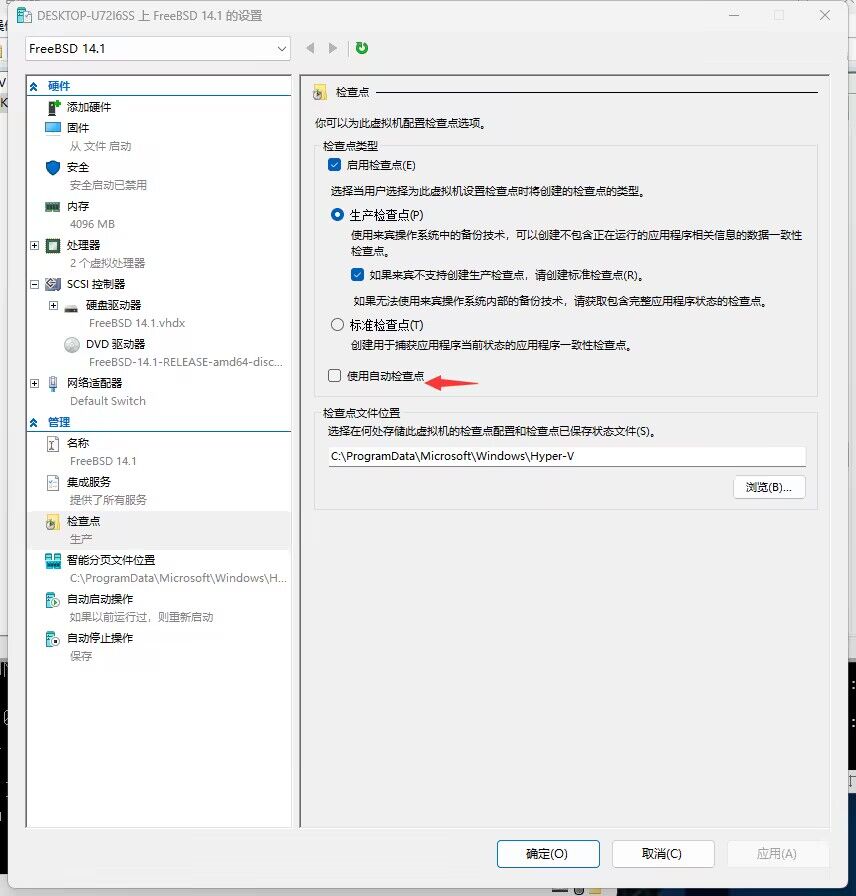 DESKTOP-U72I6SS 上 FreeBSD 14.1 的设置
FreeBSD 14.1
硬件
添加硬件
固件
从 文件 启动
安全
安全启动已禁用
内存
4096 MB
处理器
2 个虚拟处理器
SCSI 控制器
硬盘驱动器
FreeBSD 14.1.vhdx
DVD 驱动器
FreeBSD-14.1-RELEASE-amd64-disc...
网络适配器
Default Switch
管理
名称
FreeBSD 14.1
集成服务
提供了所有服务
检查点
生产
智能分页文件位置
C:\ProgramData\Microsoft\Windows\H...
自动启动操作
如果以前运行过，则重新启动
自动停止操作
保存
检查点
你可以为此虚拟机配置检查点选项。
检查点类型
启用检查点(E)
选择当用户选择为此虚拟机设置检查点时将创建的检查点的类型。
生产检查点(P)
使用来宾操作系统中的备份技术，可以创建不包含正在运行的应用程序相关信息的数据一致性
检查点。
如果来宾不支持创建生产检查点，请创建标准检查点(R)。
如果无法使用来宾操作系统内部的备份技术，请获取包含完整应用程序状态的检查点。
标准检查点(T)
创建用于捕获应用程序当前状态的应用程序一致性检查点。
使用自动检查点
检查点文件位置
选择在何处存储此虚拟机的检查点配置和检查点已保存状态文件(S)。
C:\ProgramData\Microsoft\Windows\Hyper-V
浏览(B)...
确定(O)
取消(C)
应用(A)